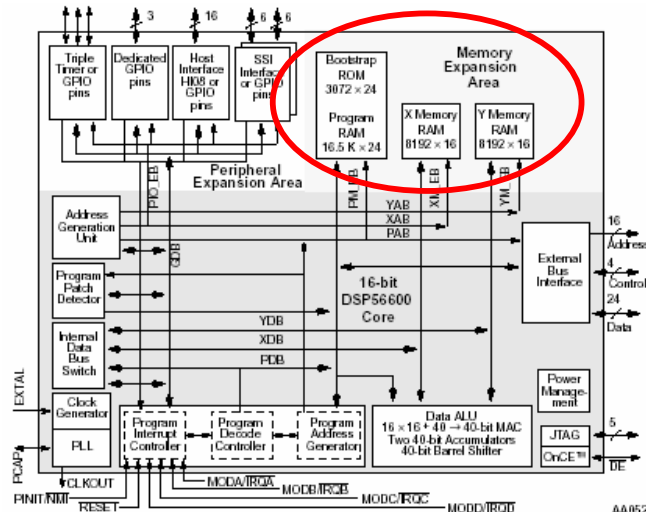 3
16
6
6
Triple
Timer or
GPIO
pins
Dedicated
GPIO
pins
Host
Interface
HI08 or
GPIO
pins
SSI
Interface
or GPIO
pins
Bootstrap
ROM
3072 × 24
Program
RAM
16.5 K × 24
Memory
Expansion
Area
X Memory
RAM
8192 × 16
Y Memory
RAM
8192 × 16
Peripheral
Expansion Area
PIO_EB
XM_EB
YM_EB
Address
Generation
Unit
YAB
XAB
PAB
GDB
Program
Patch
Detector
16-bit
DSP56600
Core
External
Bus
Interface
16
Address
4
Control
24
Data
Internal
Data
Bus
Switch
YDB
XDB
PDB
EXTAL
Clock
Generator
PLL
PCAP
Program
Interrupt
Controller
Program
Decode
Controller
Program
Address
Generator
Data ALU
16 × 16 + 40 → 40-bit MAC
Two 40-bit Accumulators
40-bit Barrel Shifter
Power
Manage-
ment
JTAG
OnCE™
5
DE
CLKOUT
PINIT/NMI
RESET
MODA/IRQA
MODB/IRQB
MODC/IRQC
MODD/IRQD